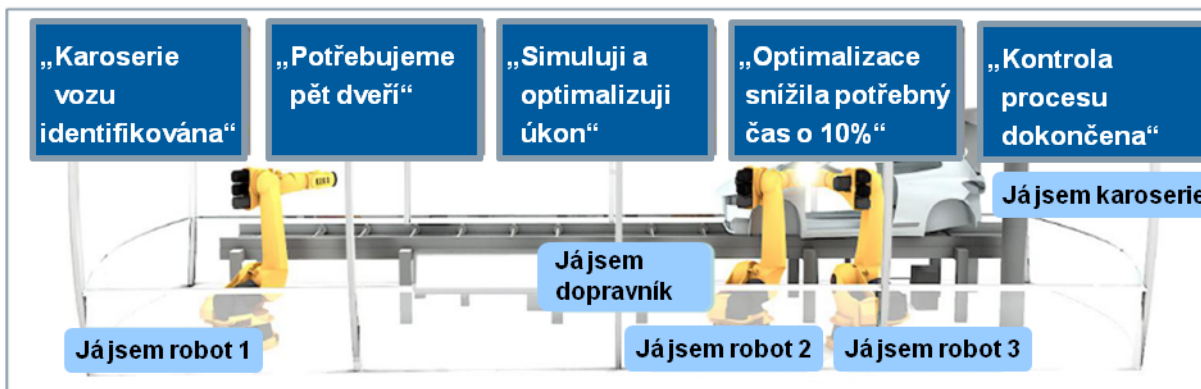 „Karoserie
vozu
identifikována“
„Potřebujeme
pět dveří“
„Simuluji a
optimalizuji
úkon“
„Optimalizace
snížila potřebný
čas o 10%“
„Kontrola
procesu
dokončena“
Já jsem karoserie
Já jsem
dopravník
Já jsem robot 1
Já jsem robot 2
Já jsem robot 3